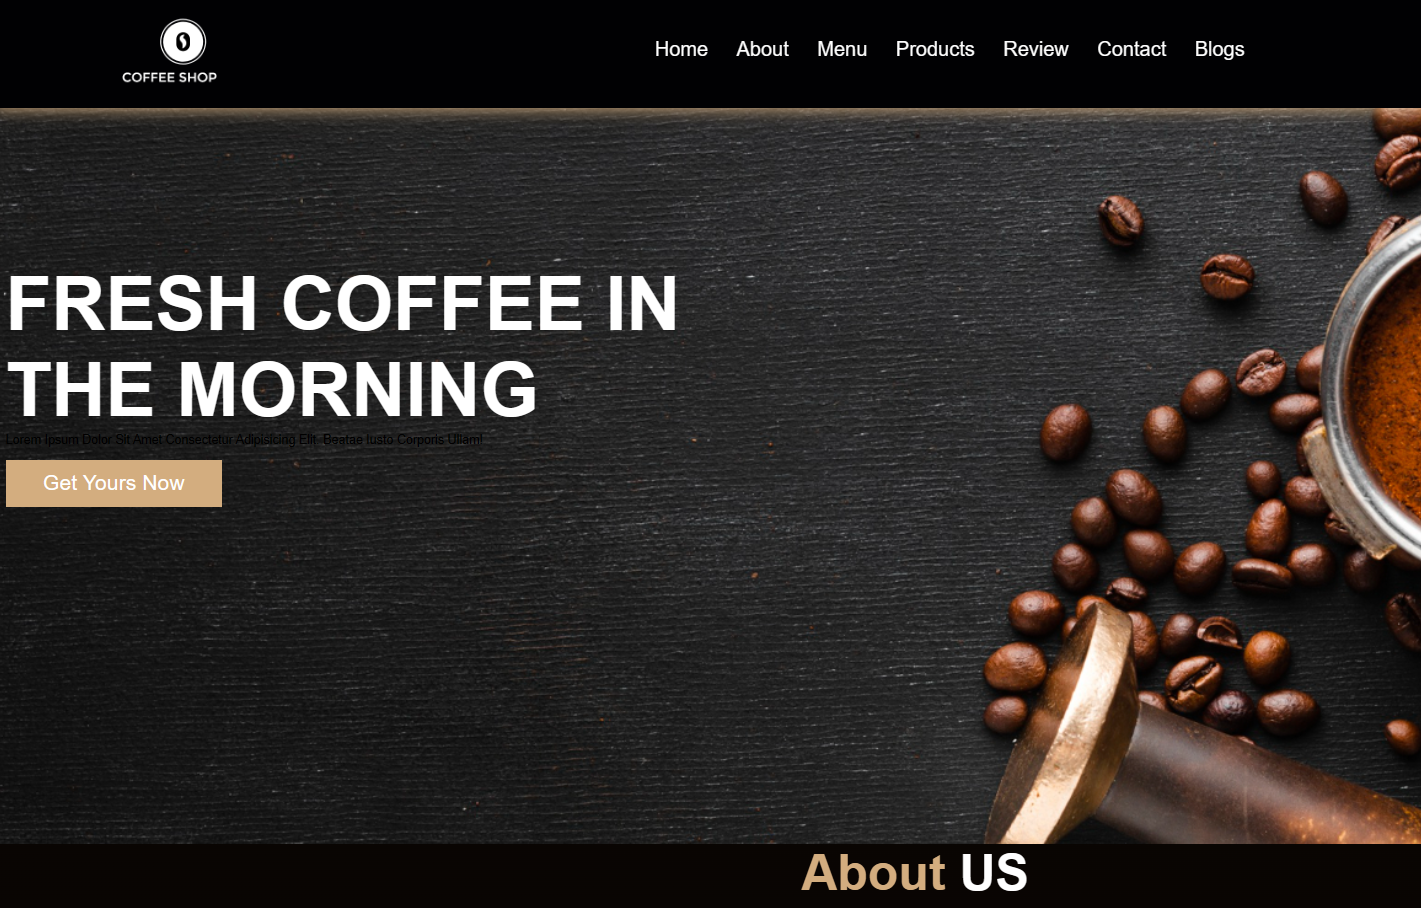 COFFEE SHOP
Home About Menu Products Review Contact Blogs
FRESH COFFEE IN
THE MORNING
Lorem Ipsum Dolor Sit Amet Consectetur Adipisicing Elit. Beatae Iusto Corporis Ullam!
Get Yours Now
About US